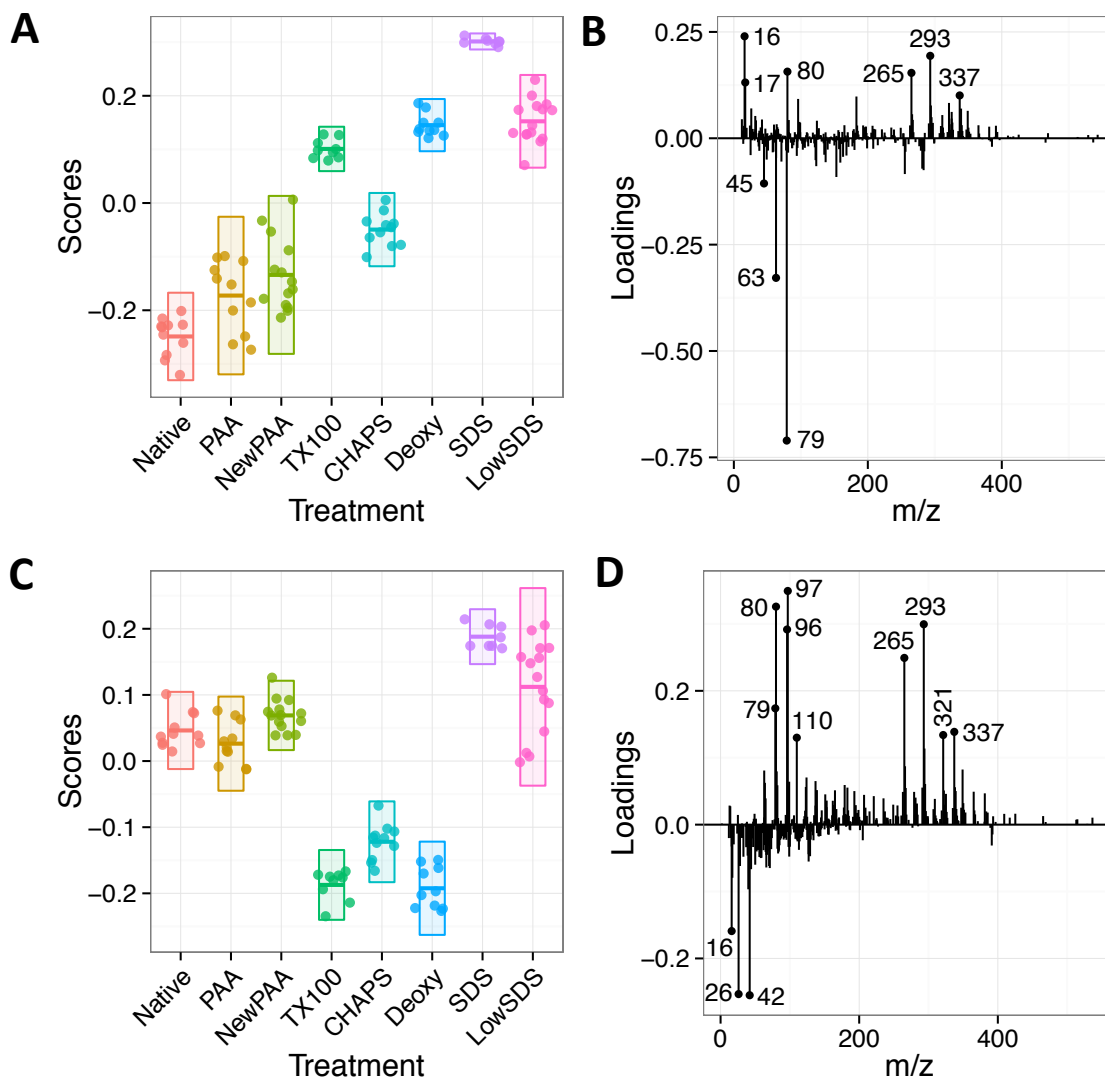 A
Scores
0.2
0.0
−0.2
Native
PAA
NewPAA
TX100
CHAPS
Deoxy
SDS
LowSDS
Treatment
B
Loadings
0.25
0.00
−0.25
−0.50
−0.75
16
17
80
265
293
337
45
63
79
0
200
400
m/z
C
Scores
0.2
0.1
0.0
−0.1
−0.2
Native
PAA
NewPAA
TX100
CHAPS
Deoxy
SDS
LowSDS
Treatment
D
Loadings
0.2
0.0
−0.2
97
80
96
293
265
79
110
321
337
16
26
42
0
200
400
m/z